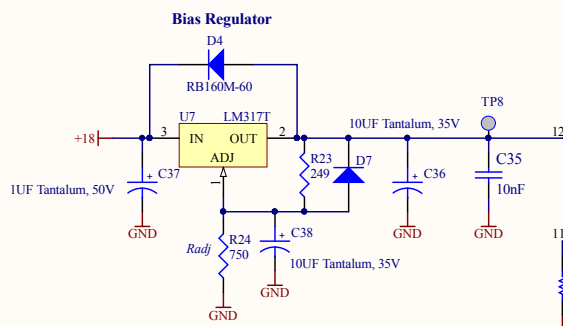 Bias Regulator
D4
RB160M-60
U7 LM317T
+18 3 IN OUT 2 10UF Tantalum, 35V TP8 12
ADJ
1
C37
1UF Tantalum, 50V
R23
249
D7
C36
C35
10nF
GND
Radj R24
750
C38
10UF Tantalum, 35V
GND
GND
GND
GND
GND
11